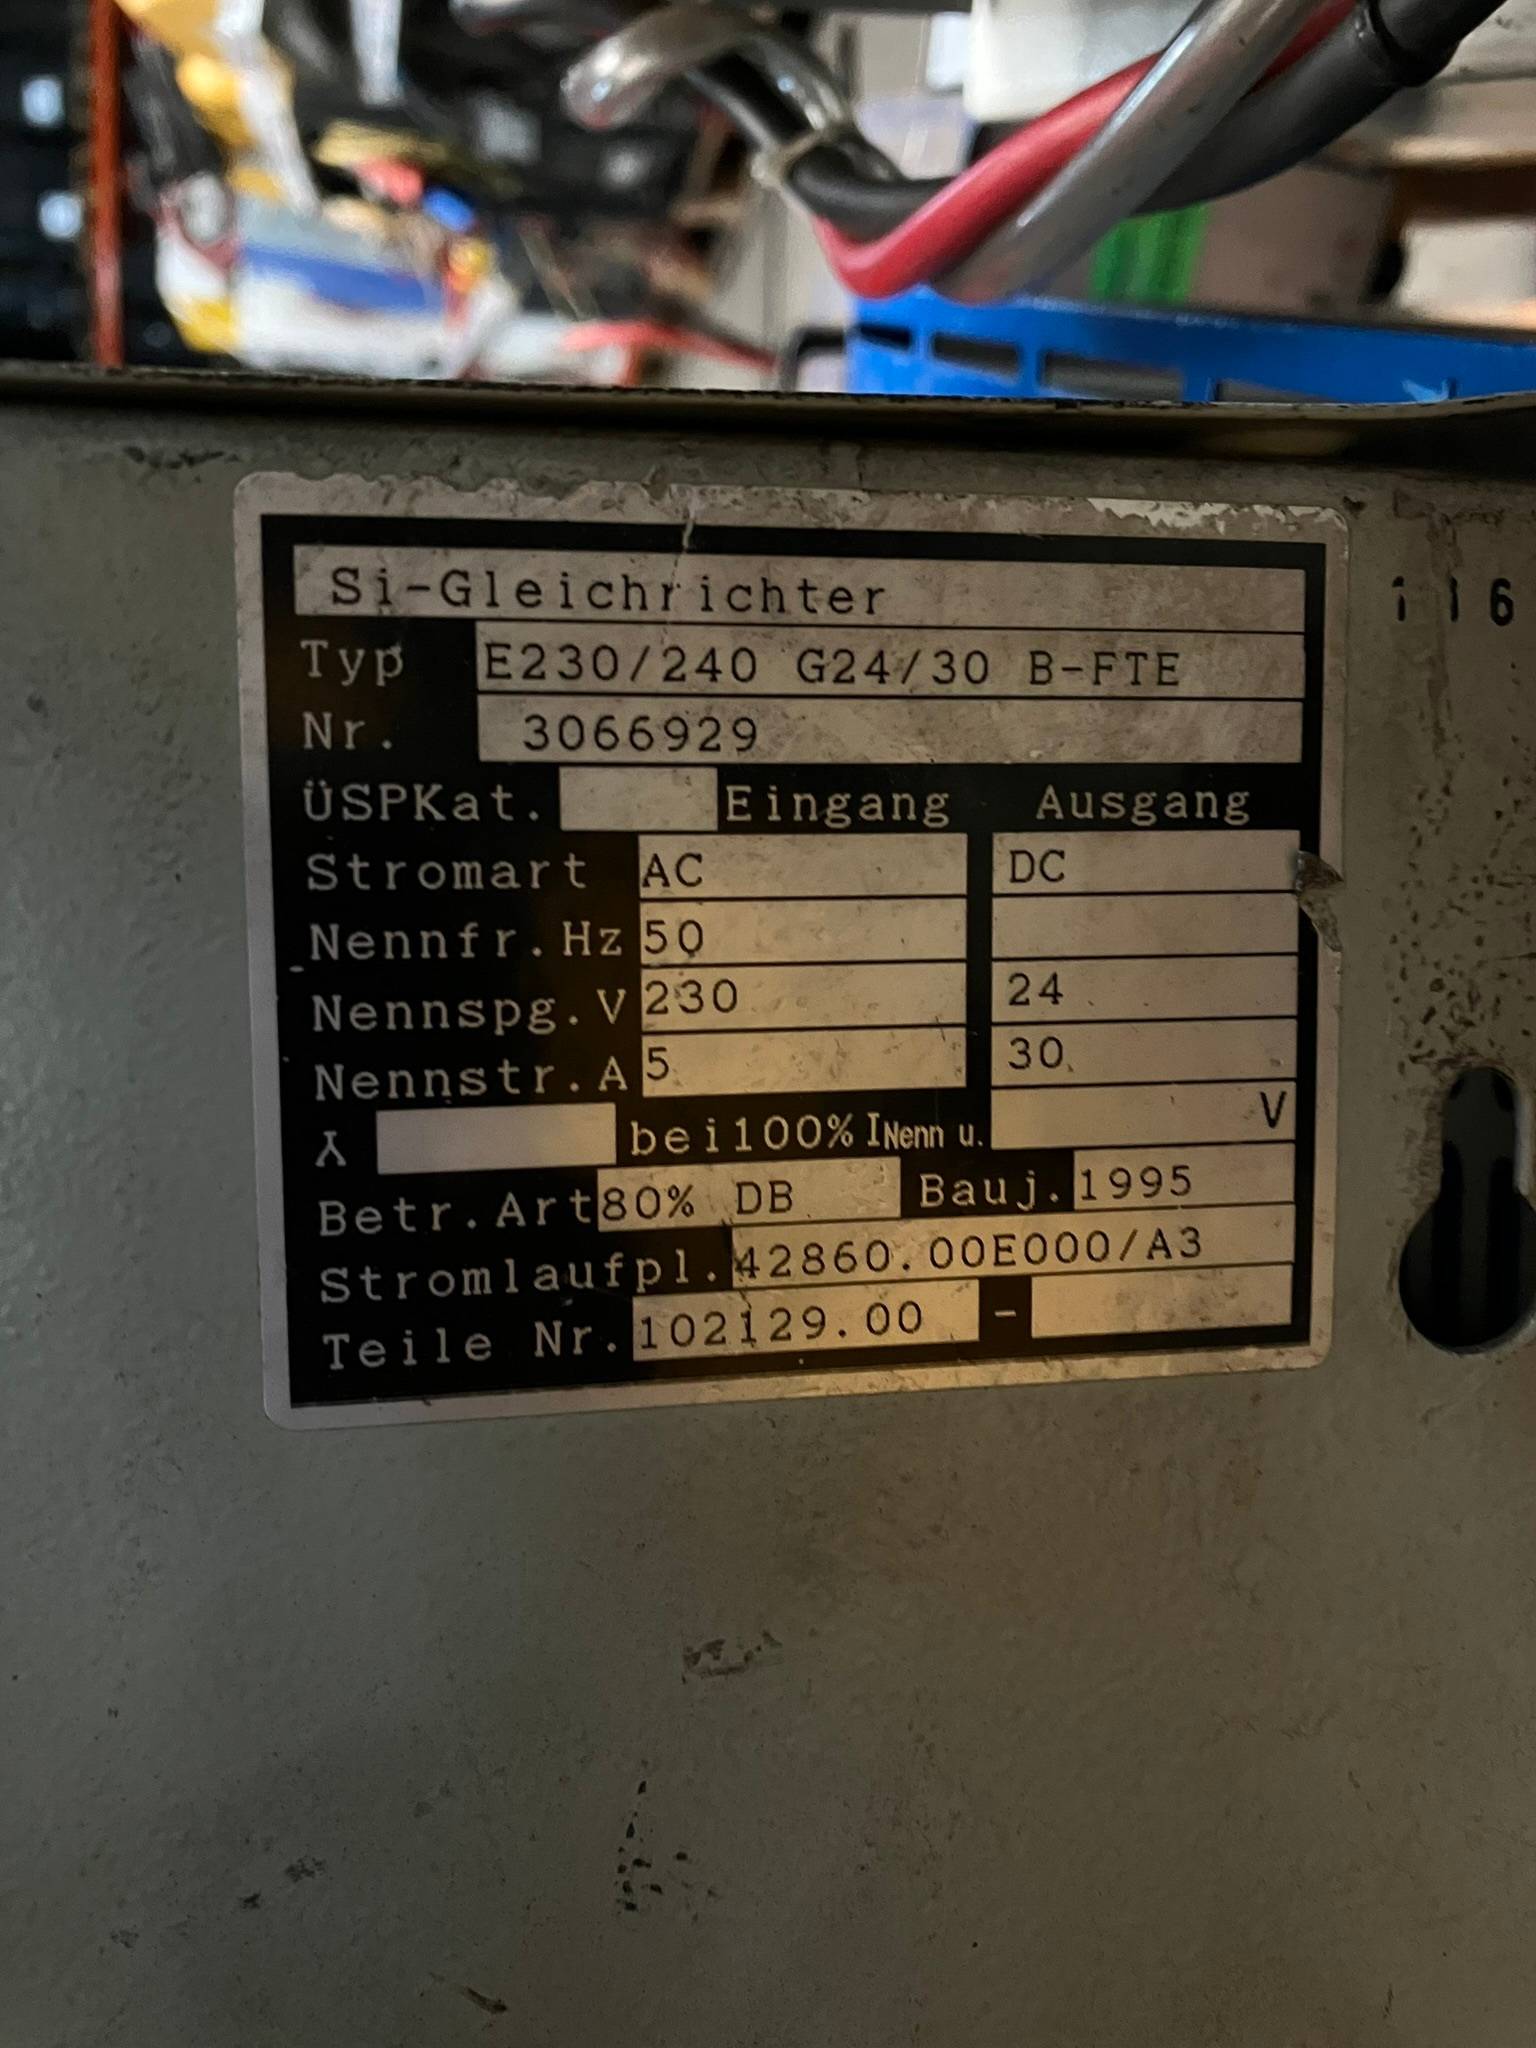 Si-Gleichrichter
Typ E230/240 G24/30 B-FTE
Nr. 3066929
ÜSPKat. Eingang Ausgang
Stromart AC DC
Nennfr.Hz 50
Nennspg.V 230 24
Nennstr.A 5 30
λ bei100% INenn u. V
Betr.Art 80% DB Bauj. 1995
Stromlaufpl. 42860.00E000/A3
Teile Nr. 102129.00 -